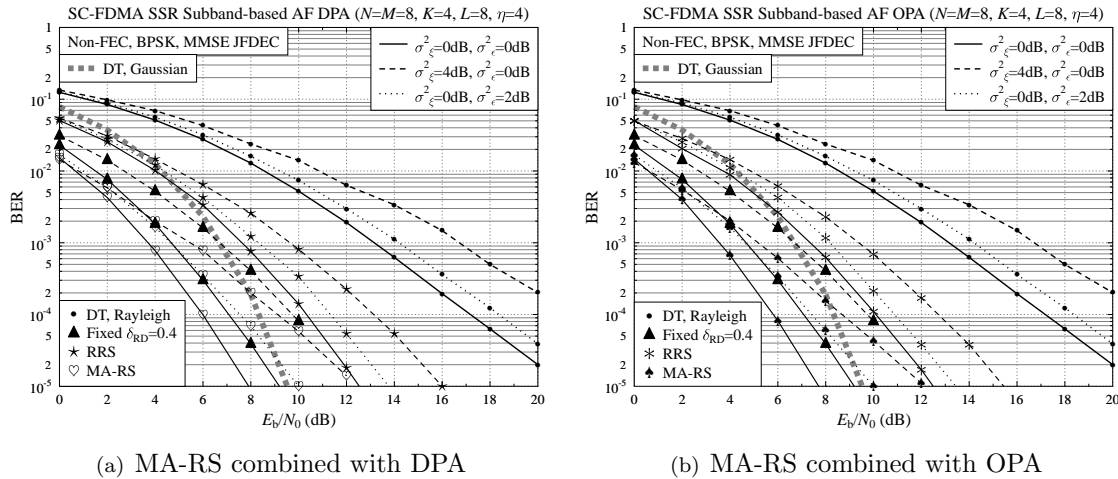 SC-FDMA SSR Subband-based AF DPA (N=M=8, K=4, L=8, η=4)
1
5
2
10⁻¹
5
2
10⁻²
5
2
10⁻³
5
2
10⁻⁴
5
2
10⁻⁵
BER
Non-FEC, BPSK, MMSE JFDEC
DT, Gaussian
σ²ξ=0dB, σ²ϵ=0dB
σ²ξ=4dB, σ²ϵ=0dB
σ²ξ=0dB, σ²ϵ=2dB
DT, Rayleigh
Fixed δRD=0.4
RRS
MA-RS
0 2 4 6 8 10 12 14 16 18 20
Eb/N0 (dB)
(a) MA-RS combined with DPA
SC-FDMA SSR Subband-based AF OPA (N=M=8, K=4, L=8, η=4)
1
5
2
10⁻¹
5
2
10⁻²
5
2
10⁻³
5
2
10⁻⁴
5
2
10⁻⁵
BER
Non-FEC, BPSK, MMSE JFDEC
DT, Gaussian
σ²ξ=0dB, σ²ϵ=0dB
σ²ξ=4dB, σ²ϵ=0dB
σ²ξ=0dB, σ²ϵ=2dB
DT, Rayleigh
Fixed δRD=0.4
RRS
MA-RS
0 2 4 6 8 10 12 14 16 18 20
Eb/N0 (dB)
(b) MA-RS combined with OPA